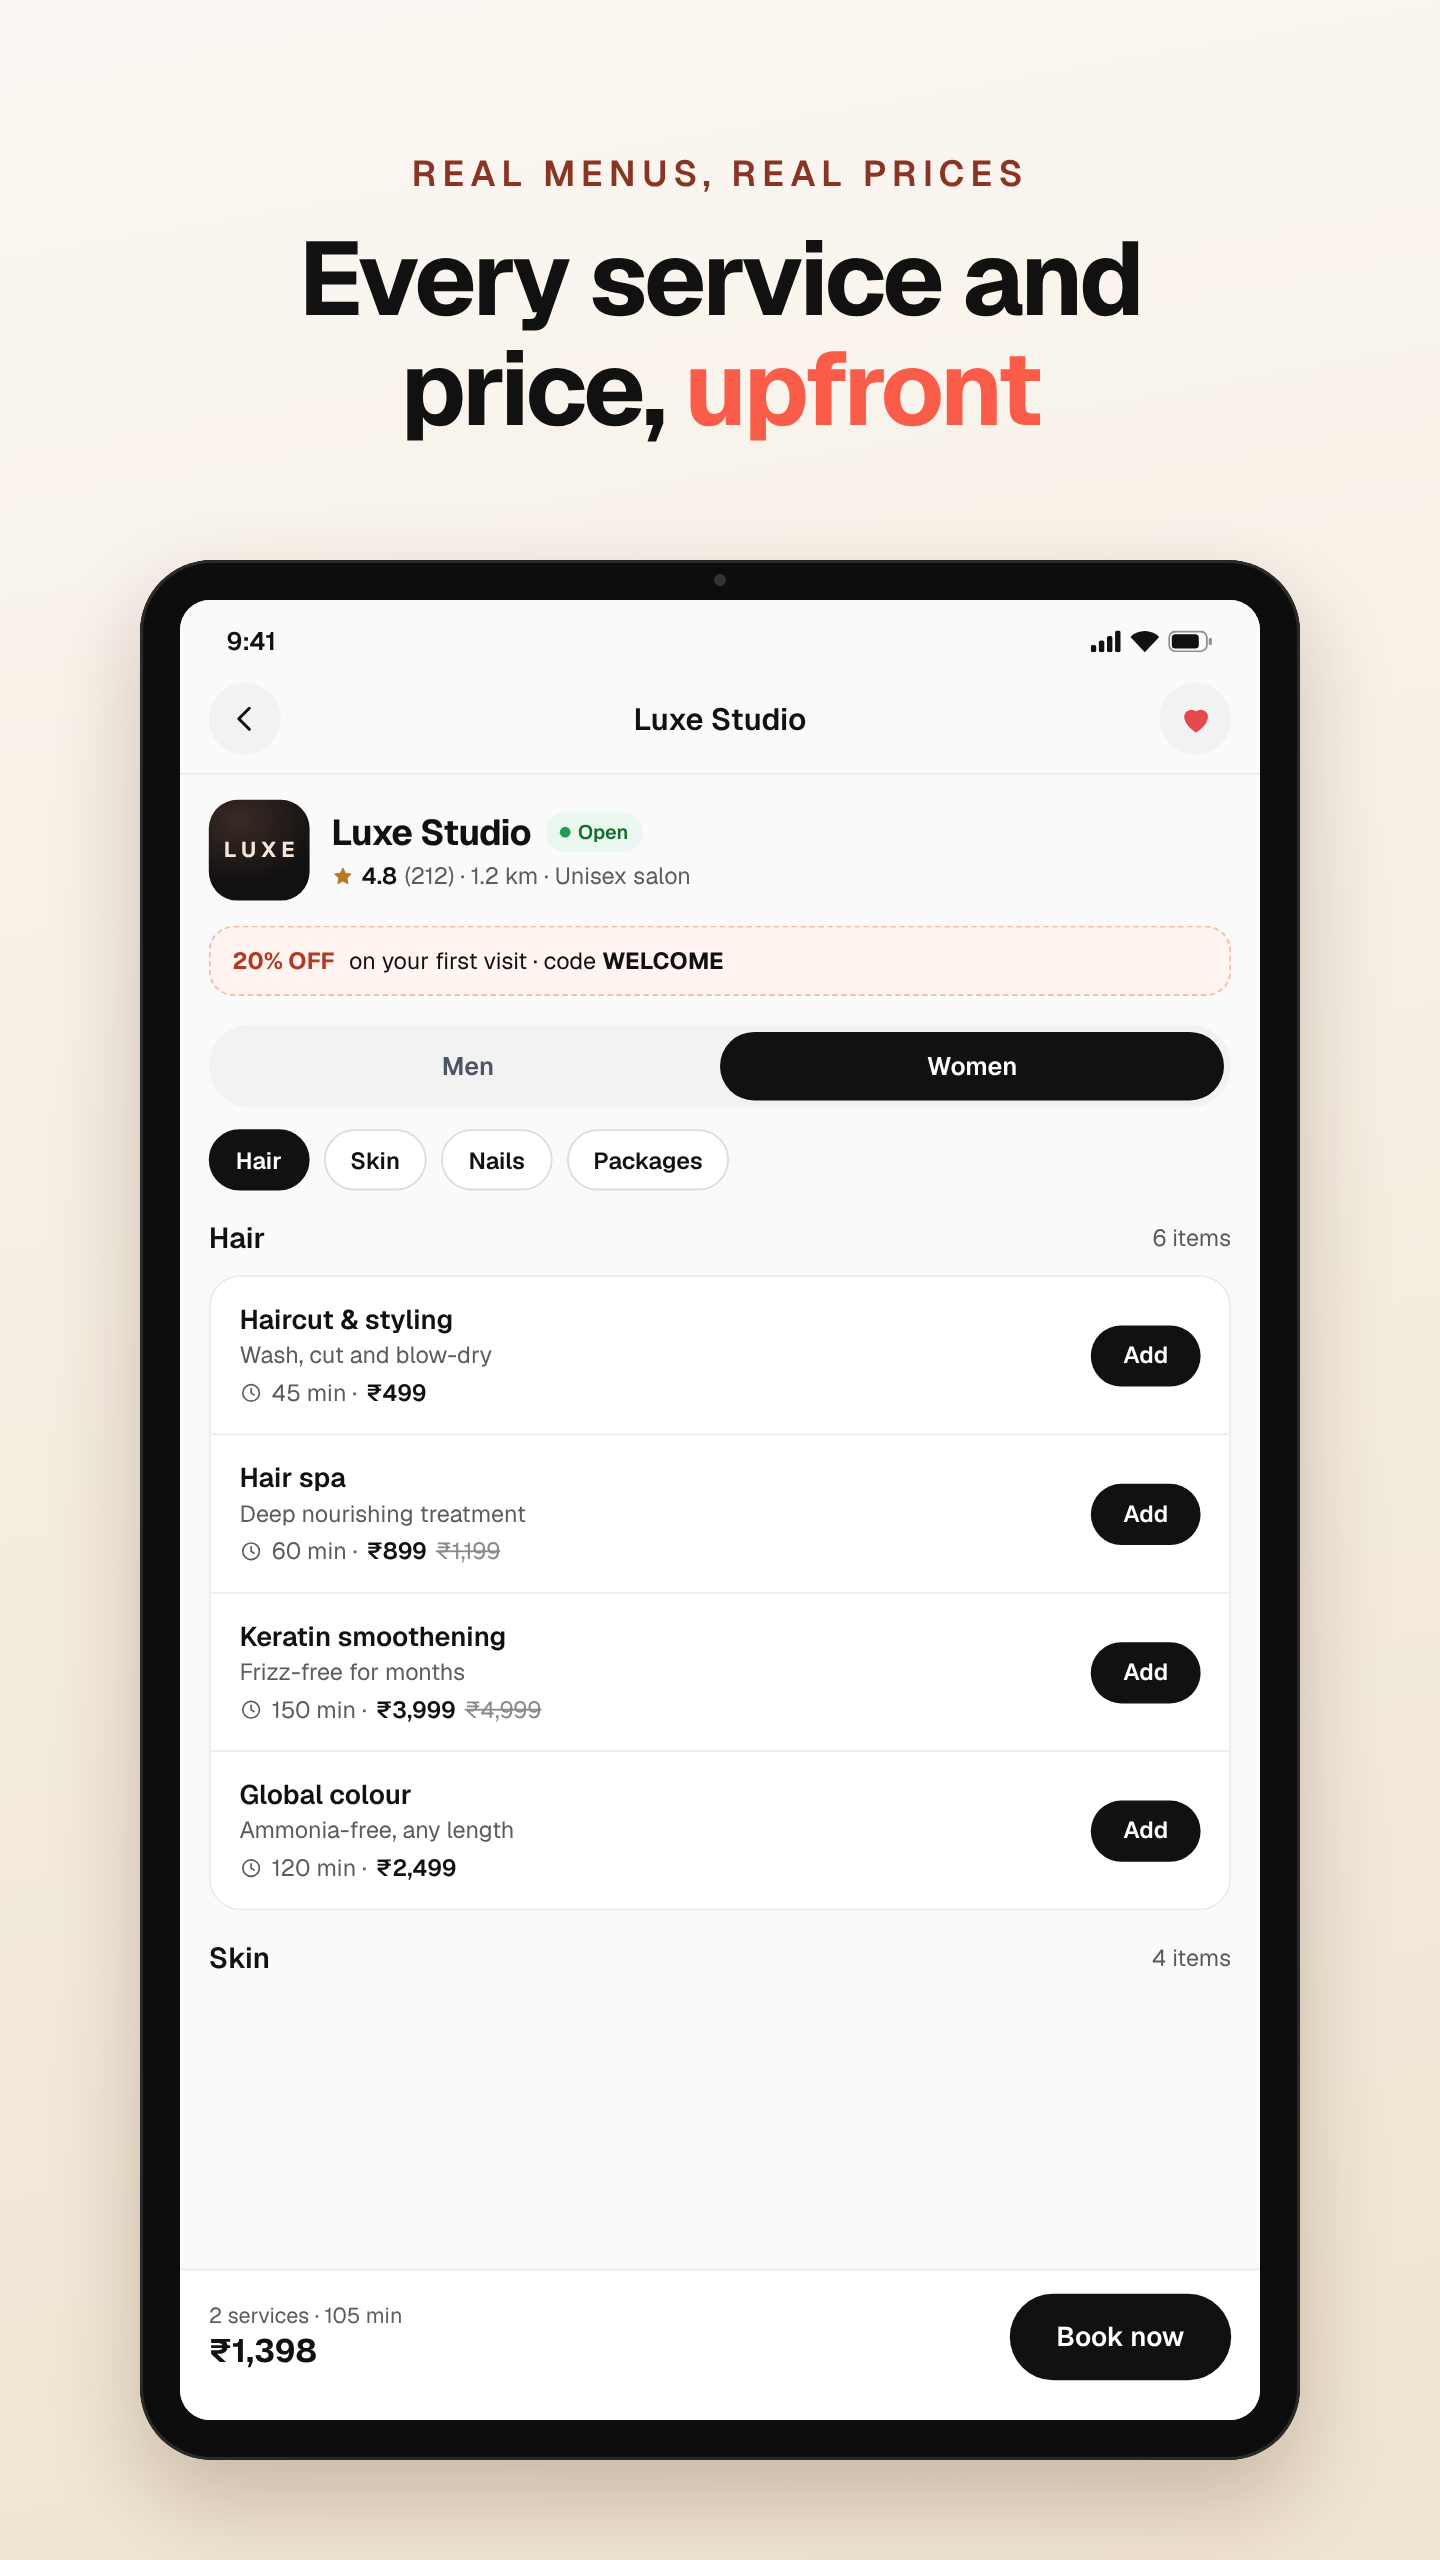 REAL MENUS, REAL PRICES
Every service and
price, upfront
9:41
Luxe Studio
LUXE
Luxe Studio
Open
4.8 (212) · 1.2 km · Unisex salon
20% OFF on your first visit · code WELCOME
Men
Women
Hair
Skin
Nails
Packages
Hair
6 items
Haircut & styling
Wash, cut and blow-dry
45 min · ₹499
Add
Hair spa
Deep nourishing treatment
60 min · ₹899 ₹1,199
Add
Keratin smoothening
Frizz-free for months
150 min · ₹3,999 ₹4,999
Add
Global colour
Ammonia-free, any length
120 min · ₹2,499
Add
Skin
4 items
2 services · 105 min
₹1,398
Book now